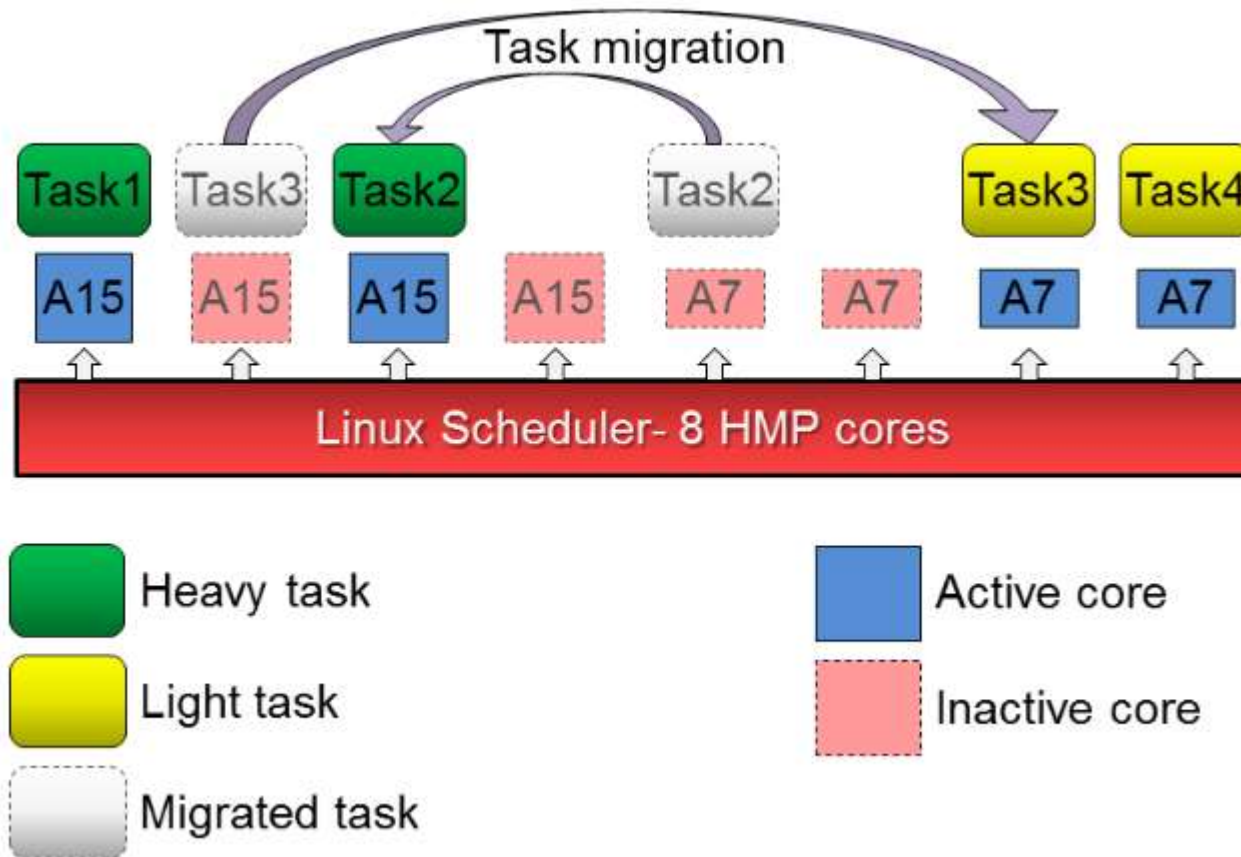 Task migration
Task1 Task3 Task2 Task2 Task3 Task4
A15 A15 A15 A15 A7 A7 A7 A7
Linux Scheduler- 8 HMP cores
Heavy task
Active core
Light task
Inactive core
Migrated task